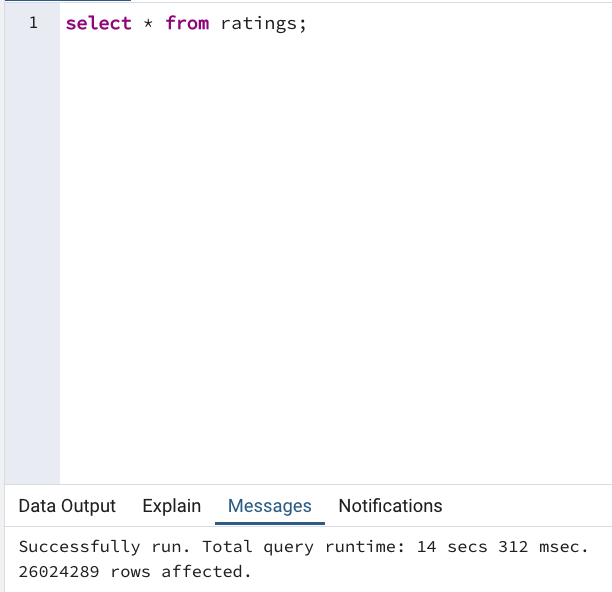 1 select * from ratings;
Data Output Explain Messages Notifications
Successfully run. Total query runtime: 14 secs 312 msec.
26024289 rows affected.